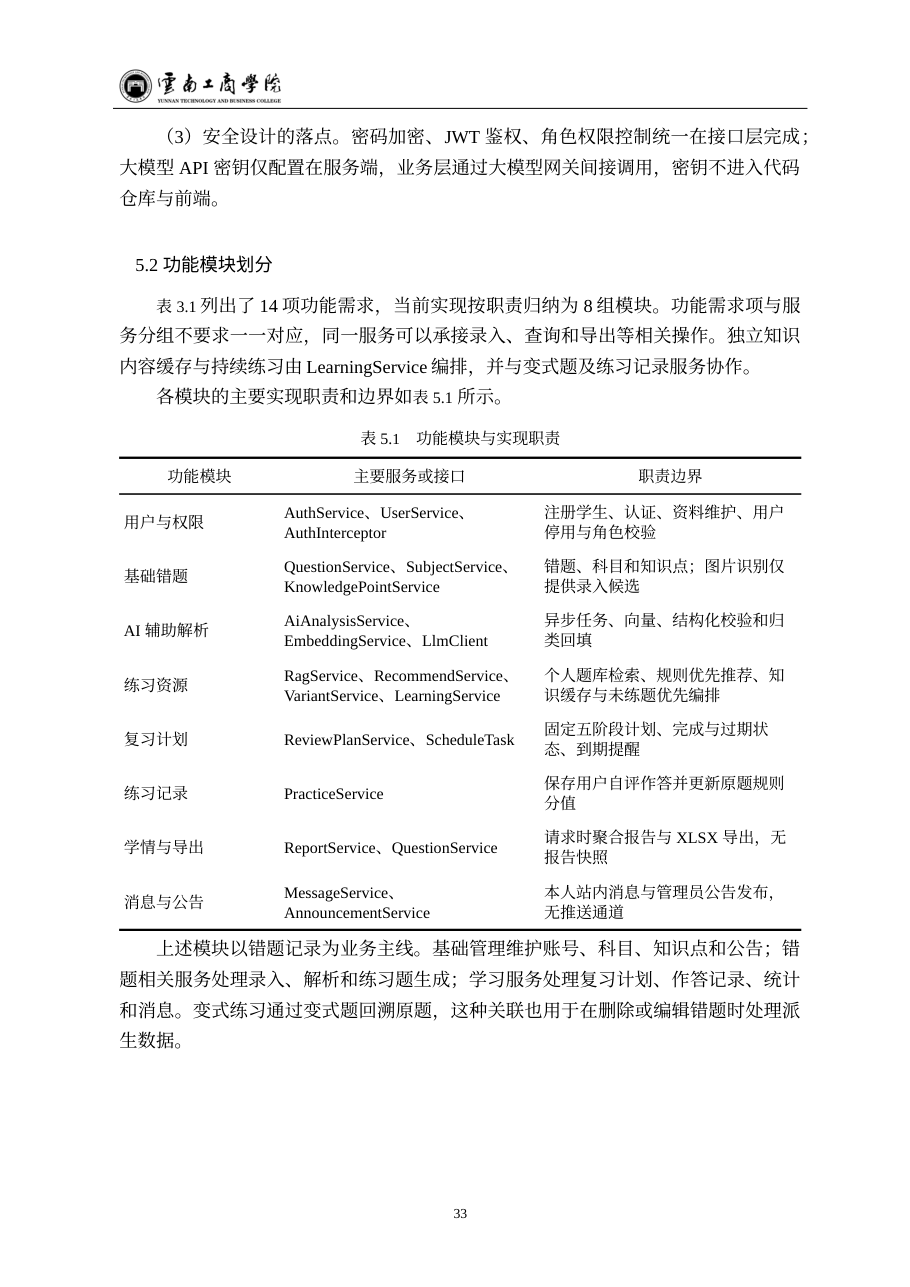 雲南工商學院
YUNNAN TECHNOLOGY AND BUSINESS COLLEGE
（3）安全设计的落点。密码加密、JWT 鉴权、角色权限控制统一在接口层完成；
大模型 API 密钥仅配置在服务端，业务层通过大模型网关间接调用，密钥不进入代码
仓库与前端。
5.2 功能模块划分
表 3.1 列出了 14 项功能需求，当前实现按职责归纳为 8 组模块。功能需求项与服
务分组不要求一一对应，同一服务可以承接录入、查询和导出等相关操作。独立知识
内容缓存与持续练习由 LearningService 编排，并与变式题及练习记录服务协作。
各模块的主要实现职责和边界如表 5.1 所示。
表 5.1 功能模块与实现职责
功能模块 主要服务或接口 职责边界
用户与权限
AuthService、UserService、
AuthInterceptor
注册学生、认证、资料维护、用户
停用与角色校验
基础错题
QuestionService、SubjectService、
KnowledgePointService
错题、科目和知识点；图片识别仅
提供录入候选
AI 辅助解析
AiAnalysisService、
EmbeddingService、LlmClient
异步任务、向量、结构化校验和归
类回填
练习资源
RagService、RecommendService、
VariantService、LearningService
个人题库检索、规则优先推荐、知
识缓存与未练题优先编排
复习计划
ReviewPlanService、ScheduleTask
固定五阶段计划、完成与过期状
态、到期提醒
练习记录
PracticeService
保存用户自评作答并更新原题规则
分值
学情与导出
ReportService、QuestionService
请求时聚合报告与 XLSX 导出，无
报告快照
消息与公告
MessageService、
AnnouncementService
本人站内消息与管理员公告发布，
无推送通道
上述模块以错题记录为业务主线。基础管理维护账号、科目、知识点和公告；错
题相关服务处理录入、解析和练习题生成；学习服务处理复习计划、作答记录、统计
和消息。变式练习通过变式题回溯原题，这种关联也用于在删除或编辑错题时处理派
生数据。
33